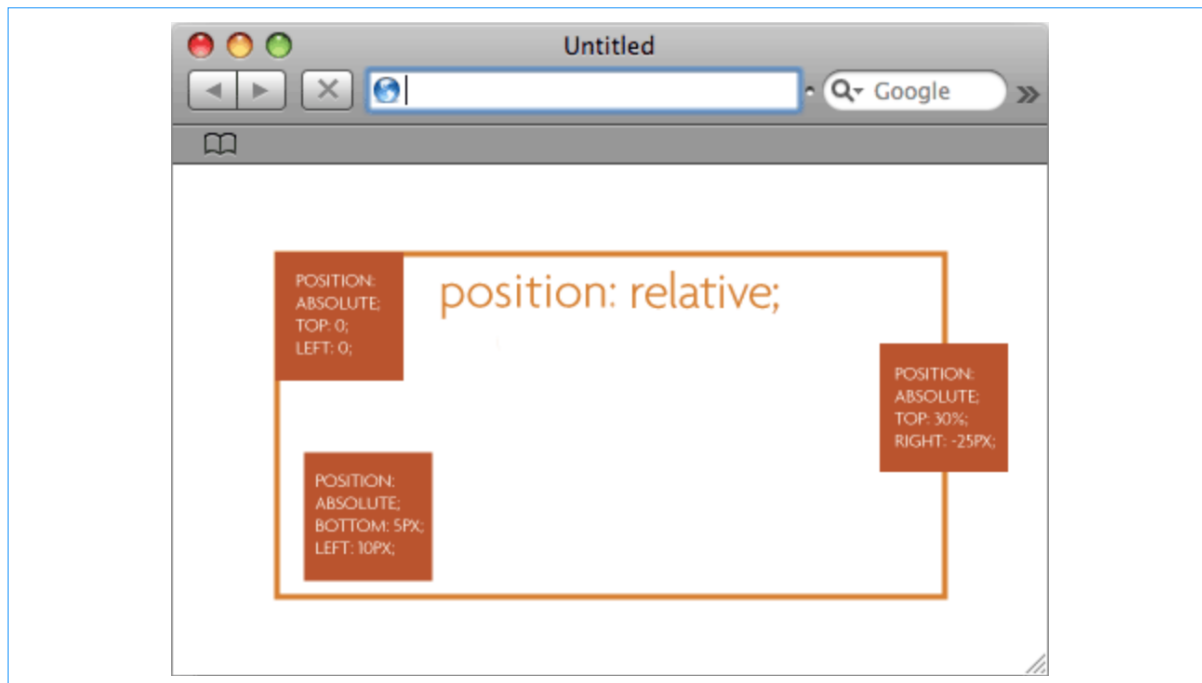 Untitled
Google
position: relative;
POSITION:
ABSOLUTE;
TOP: 0;
LEFT: 0;
POSITION:
ABSOLUTE;
TOP: 30%;
RIGHT: -25PX;
POSITION:
ABSOLUTE;
BOTTOM: 5PX;
LEFT: 10PX;